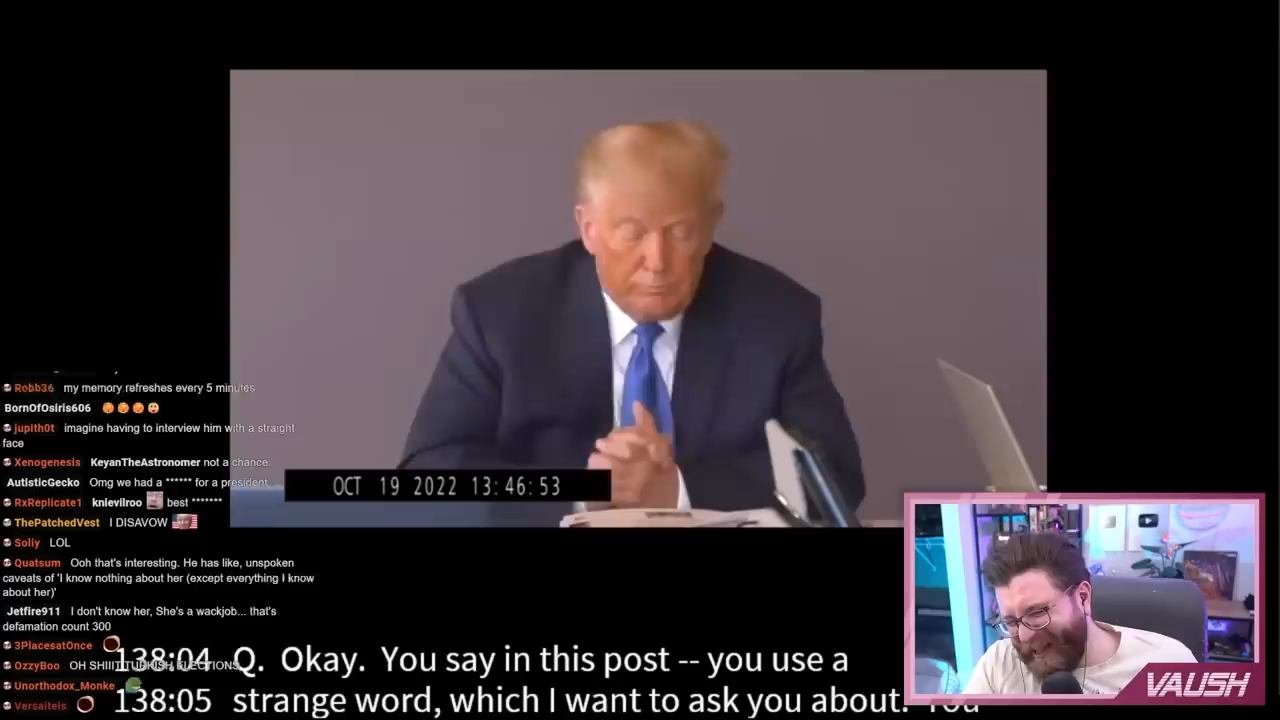 Robb36 my memory refreshes every 5 minutes
BornOfOsiris606
jupith0t imagine having to interview him with a straight
face
Xenogenesis KeyanTheAstronomer not a chance.
AutisticGecko Omg we had a ****** for a president.
RxReplicate1 knievilroo best *******
ThePatchedVest I DISAVOW
Soliy LOL
Quatsum Ooh that's interesting. He has like, unspoken
caveats of 'I know nothing about her (except everything I know
about her)'
Jetfire911 I don't know her, She's a wackjob... that's
defamation count 300
3PlacesatOnce
OzzyBoo OH SHIIIT TURKISH ELECTIONS
Unorthodox_Monke
Versaiteis
OCT 19 2022 13:46:53
138:04 Q. Okay. You say in this post -- you use a
138:05 strange word, which I want to ask you about. You
VAUSH